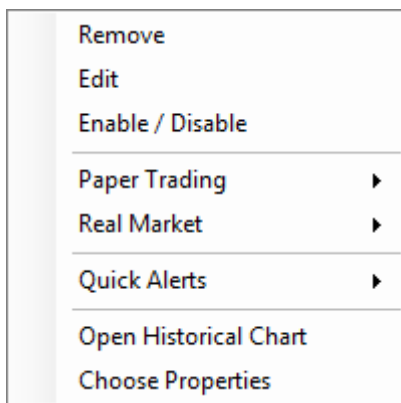 Remove
Edit
Enable / Disable
Paper Trading
Real Market
Quick Alerts
Open Historical Chart
Choose Properties